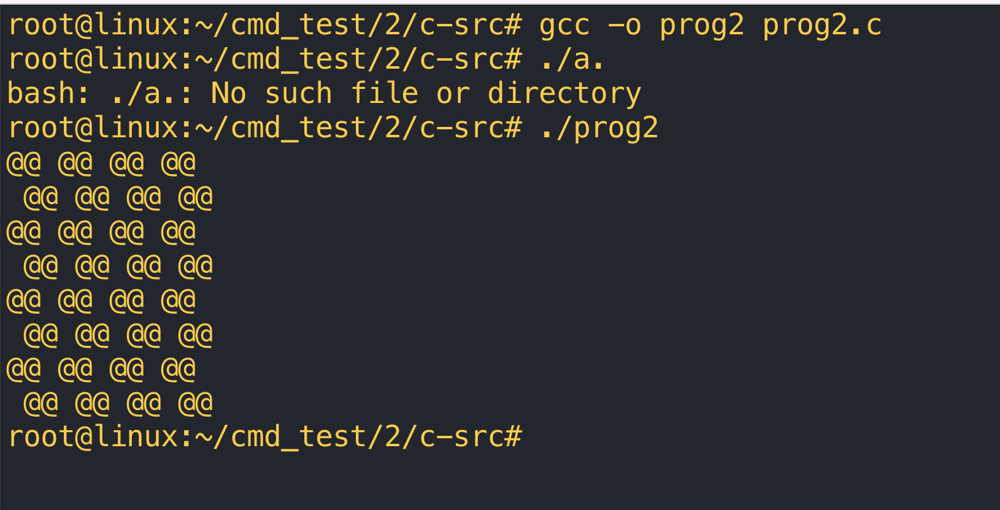 root@linux:~/cmd_test/2/c-src# gcc -o prog2 prog2.c
root@linux:~/cmd_test/2/c-src# ./a.
bash: ./a.: No such file or directory
root@linux:~/cmd_test/2/c-src# ./prog2
@@ @@ @@ @@
 @@ @@ @@ @@
@@ @@ @@ @@
 @@ @@ @@ @@
@@ @@ @@ @@
 @@ @@ @@ @@
@@ @@ @@ @@
 @@ @@ @@ @@
root@linux:~/cmd_test/2/c-src#